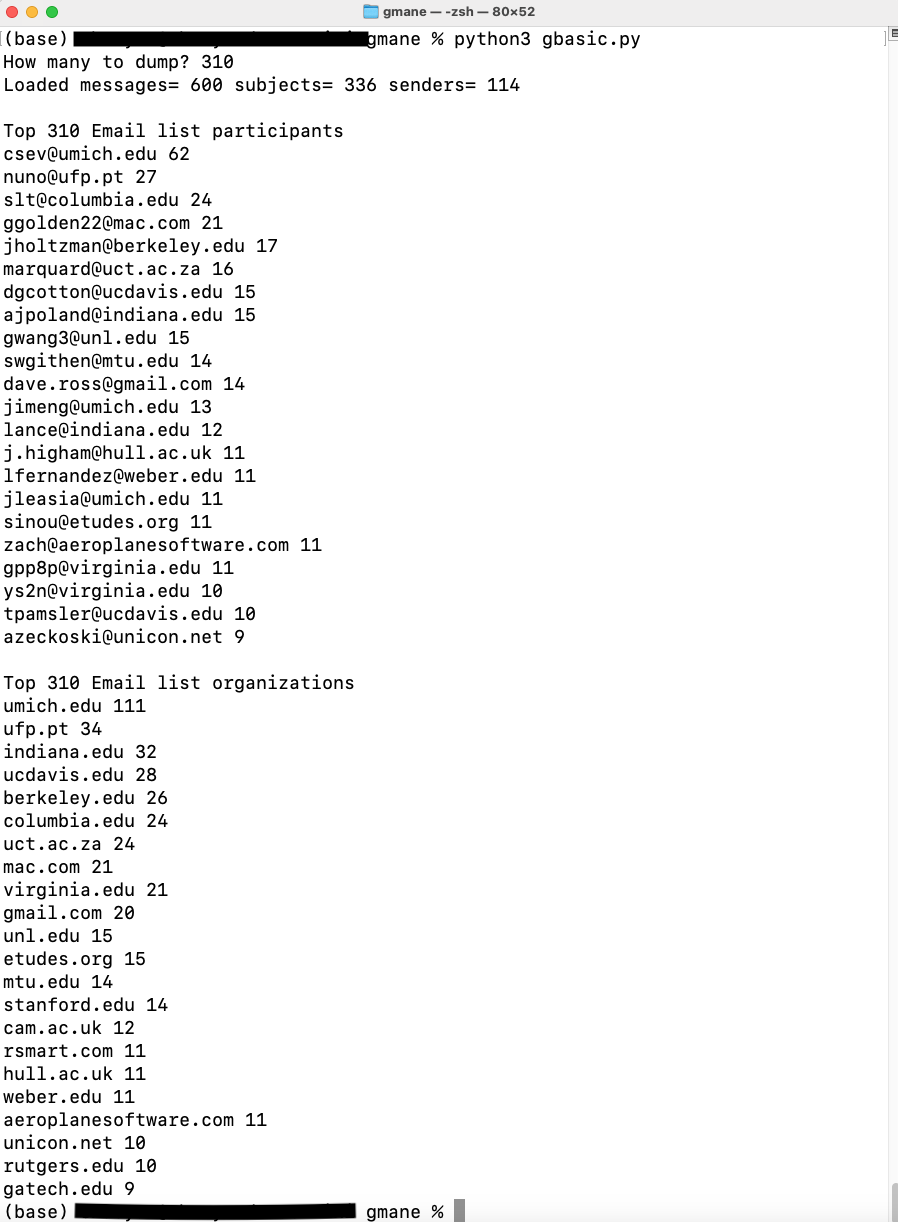 gmane — -zsh — 80×52
(base) gmane % python3 gbasic.py
How many to dump? 310
Loaded messages= 600 subjects= 336 senders= 114
Top 310 Email list participants
csev@umich.edu 62
nuno@ufp.pt 27
slt@columbia.edu 24
ggolden22@mac.com 21
jholtzman@berkeley.edu 17
marquard@uct.ac.za 16
dgcotton@ucdavis.edu 15
ajpoland@indiana.edu 15
gwang3@unl.edu 15
swgithen@mtu.edu 14
dave.ross@gmail.com 14
jimeng@umich.edu 13
lance@indiana.edu 12
j.higham@hull.ac.uk 11
lfernandez@weber.edu 11
jleasia@umich.edu 11
sinou@etudes.org 11
zach@aeroplanesoftware.com 11
gpp8p@virginia.edu 11
ys2n@virginia.edu 10
tpamsler@ucdavis.edu 10
azeckoski@unicon.net 9
Top 310 Email list organizations
umich.edu 111
ufp.pt 34
indiana.edu 32
ucdavis.edu 28
berkeley.edu 26
columbia.edu 24
uct.ac.za 24
mac.com 21
virginia.edu 21
gmail.com 20
unl.edu 15
etudes.org 15
mtu.edu 14
stanford.edu 14
cam.ac.uk 12
rsmart.com 11
hull.ac.uk 11
weber.edu 11
aeroplanesoftware.com 11
unicon.net 10
rutgers.edu 10
gatech.edu 9
(base) gmane %